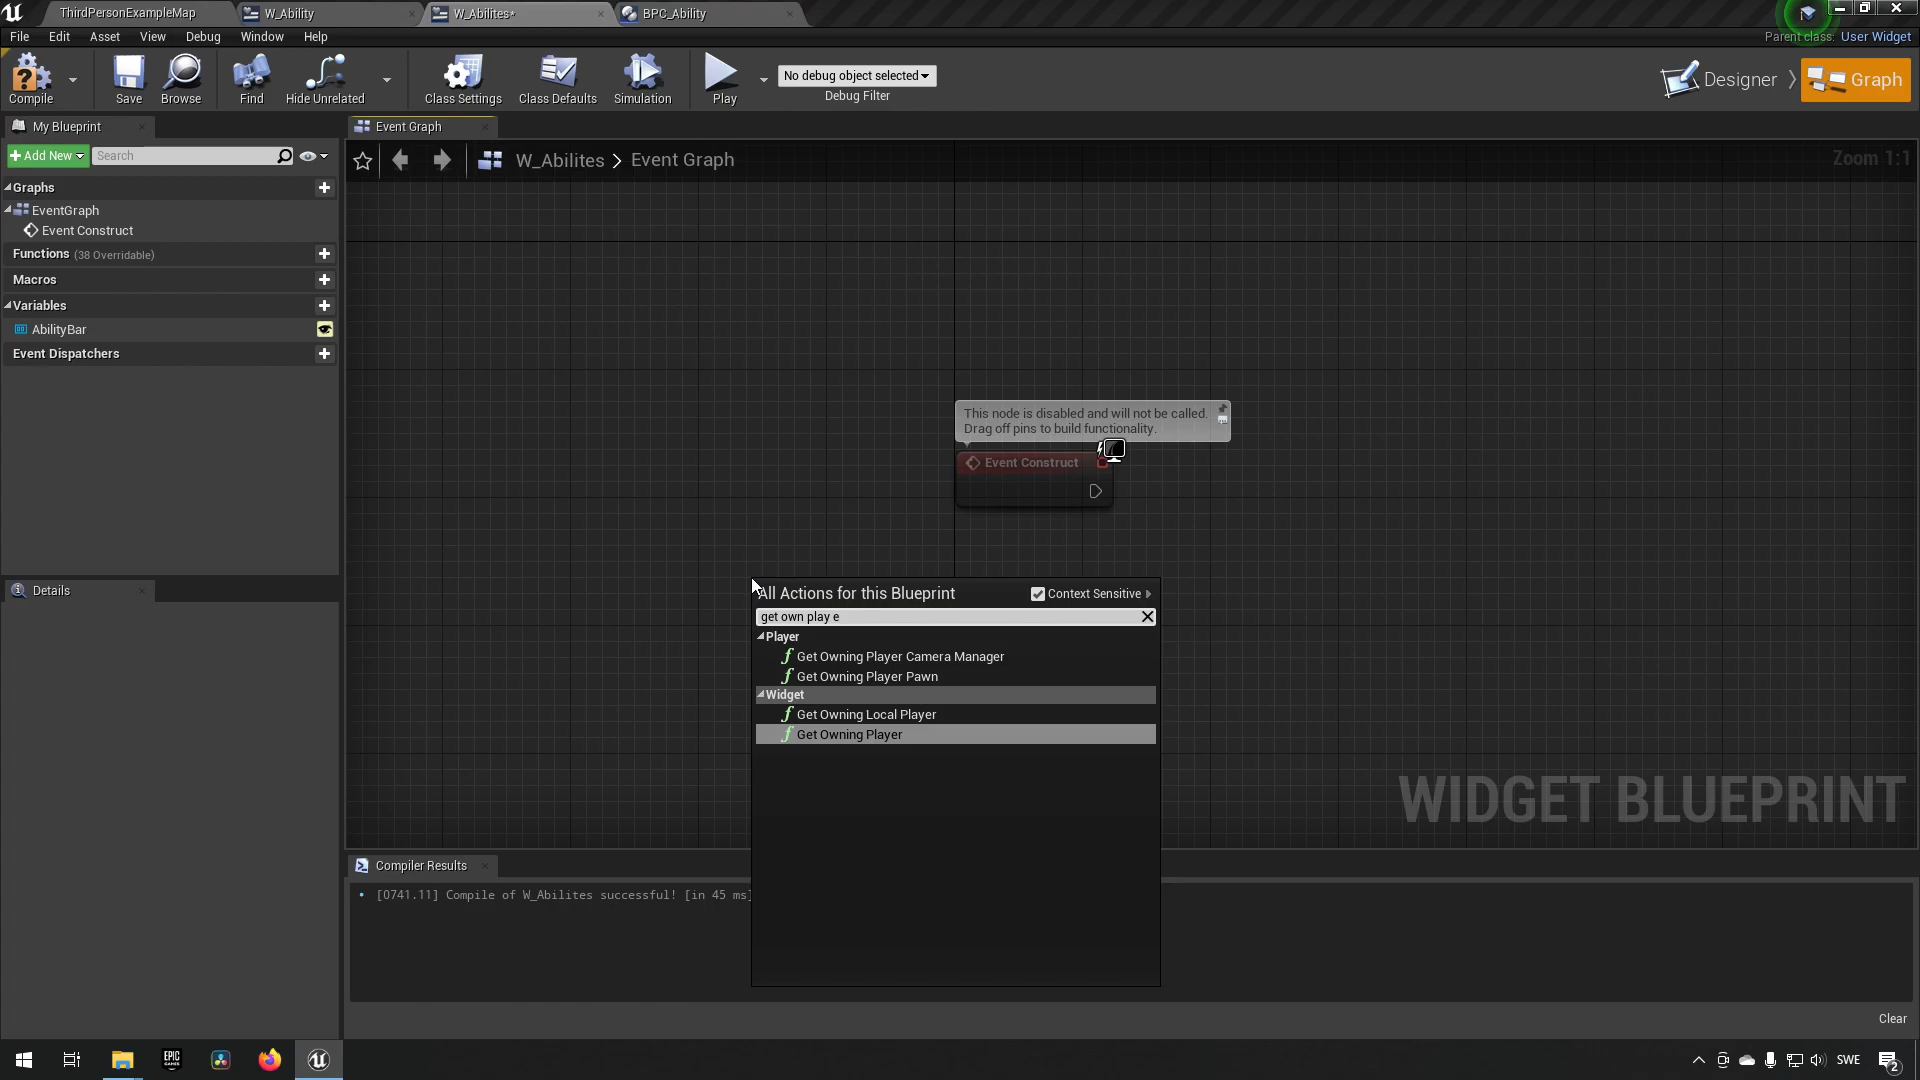 ThirdPersonExampleMap
W_Ability
W_Abilites*
BPC_Ability
File Edit Asset View Debug Window Help
Parent class: User Widget
Compile
Save
Browse
Find
Hide Unrelated
Class Settings
Class Defaults
Simulation
Play
No debug object selected
Debug Filter
Designer
Graph
My Blueprint
Add New
Search
Graphs
EventGraph
Event Construct
Functions (38 Overridable)
Macros
Variables
AbilityBar
Event Dispatchers
Details
Event Graph
W_Abilites > Event Graph
Zoom 1:1
This node is disabled and will not be called.
Drag off pins to build functionality.
Event Construct
All Actions for this Blueprint
Context Sensitive
get own play e
Player
Get Owning Player Camera Manager
Get Owning Player Pawn
Widget
Get Owning Local Player
Get Owning Player
WIDGET BLUEPRINT
Compiler Results
[0741.11] Compile of W_Abilites successful! [in 45 ms]
Clear
EPIC
GAMES
SWE
2